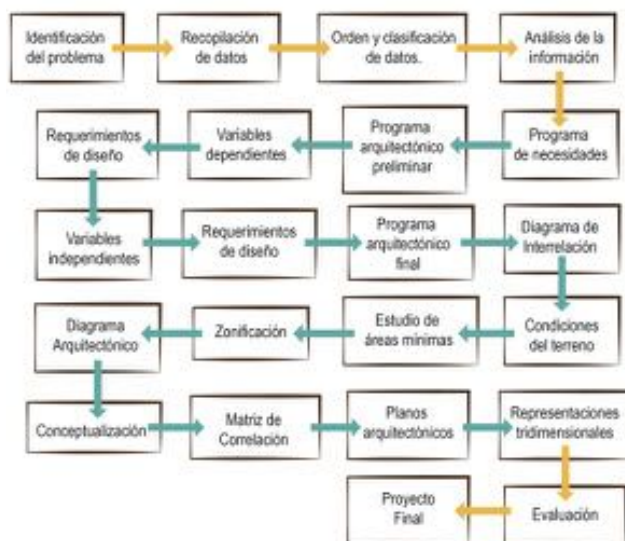 Identificación
del problema
Recopilación
de datos
Orden y clasificación
de datos.
Análisis de la
información
Programa
de necesidades
Programa
arquitectónico
preliminar
Variables
dependientes
Requerimientos
de diseño
Variables
independientes
Requerimientos
de diseño
Programa
arquitectónico
final
Diagrama de
Interrelación
Condiciones
del terreno
Estudio de
áreas mínimas
Zonificación
Diagrama
Arquitectónico
Conceptualización
Matriz de
Correlación
Planos
arquitectónicos
Representaciones
tridimensionales
Evaluación
Proyecto
Final